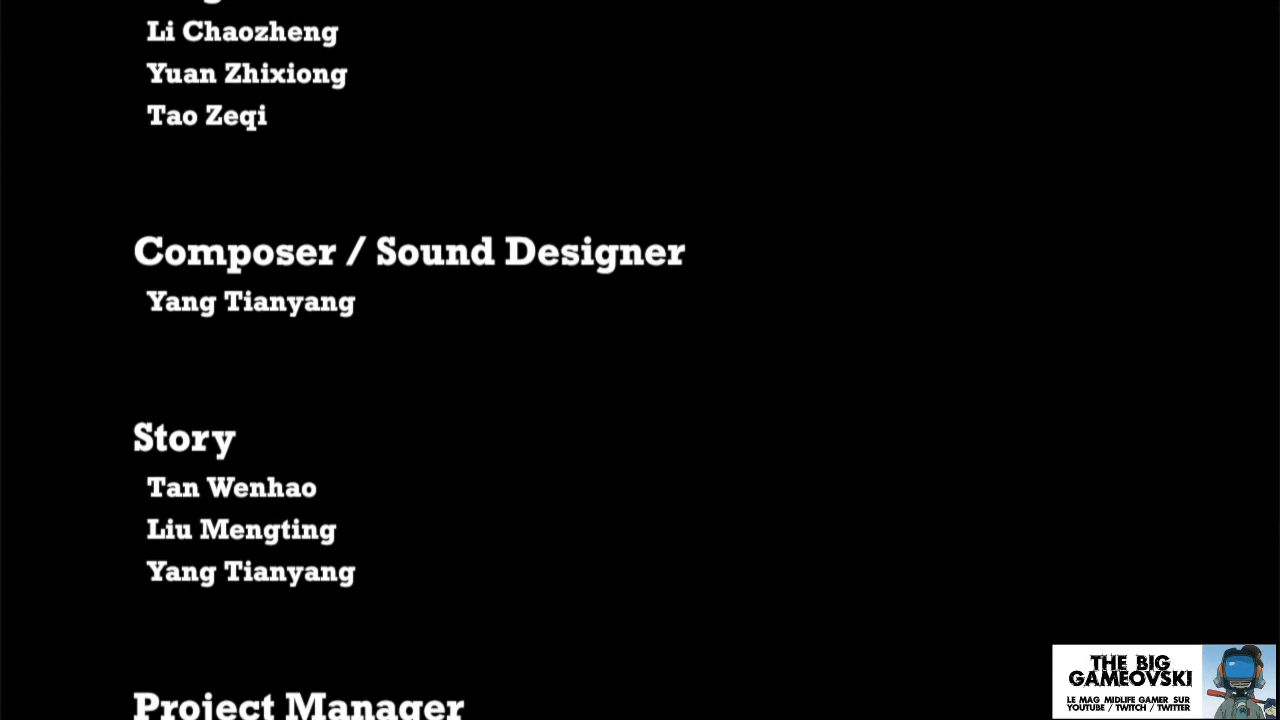 Li Chaozheng
Yuan Zhixiong
Tao Zeqi
Composer / Sound Designer
Yang Tianyang
Story
Tan Wenhao
Liu Mengting
Yang Tianyang
Project Manager
THE BIG
GAMEOVSKI
LE MAG MIDLIFE GAMER SUR
YOUTUBE / TWITCH / TWITTER